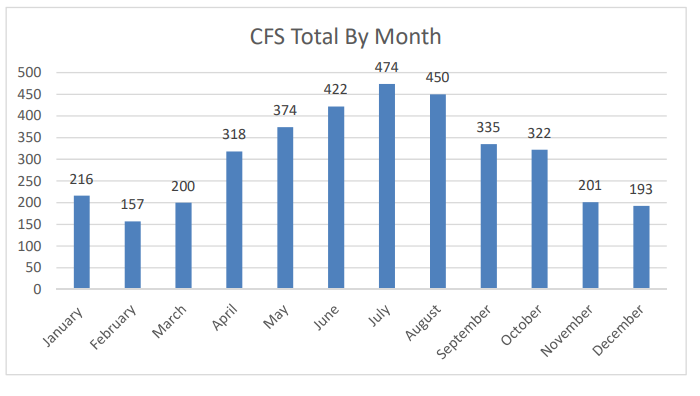 CFS Total By Month
500
450
400
350
300
250
200
150
100
50
0
216
157
200
318
374
422
474
450
335
322
201
193
January
February
March
April
May
June
July
August
September
October
November
December